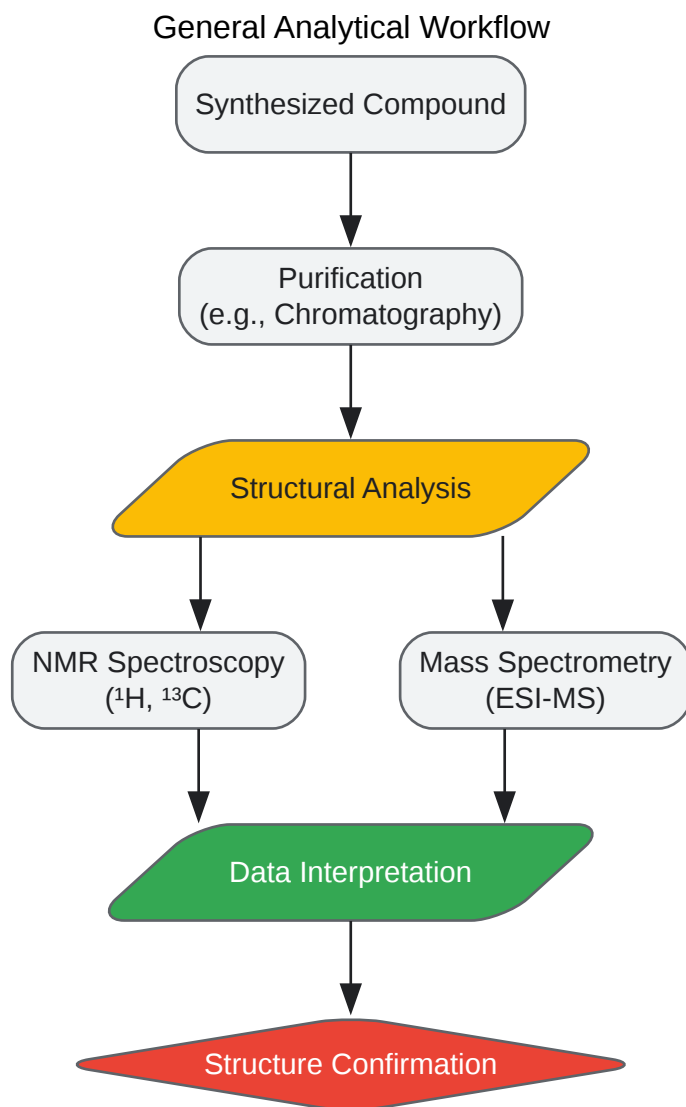 General Analytical Workflow
Synthesized Compound
Purification
(e.g., Chromatography)
Structural Analysis
NMR Spectroscopy
(¹H, ¹³C)
Mass Spectrometry
(ESI-MS)
Data Interpretation
Structure Confirmation